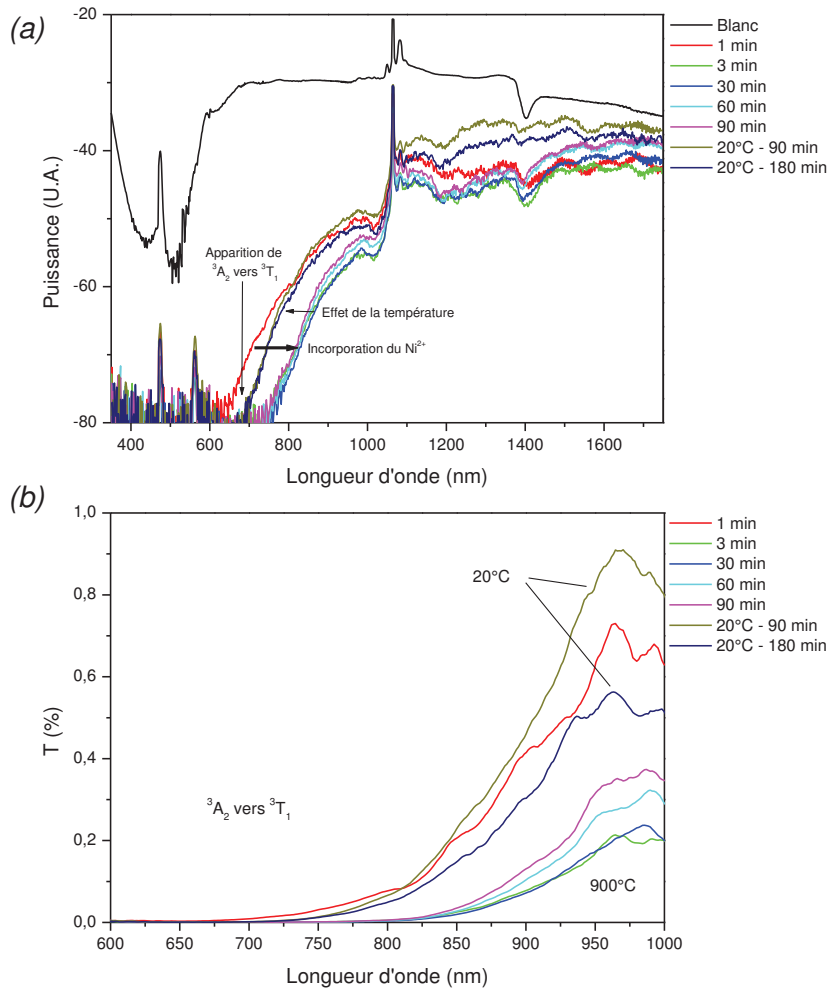 (a)
-20
-30
-40
-50
-60
-70
-80
Puissance (U.A.)
400
500
600
800
1000
1200
1400
1600
Longueur d'onde (nm)
Apparition de
³A₂ vers ³T₁
Effet de la température
Incorporation du Ni²⁺
Blanc
1 min
3 min
30 min
60 min
90 min
20°C - 90 min
20°C - 180 min
(b)
1,0
0,8
0,6
0,4
0,2
0,0
T (%)
600
650
700
750
800
850
900
950
1000
Longueur d'onde (nm)
³A₂ vers ³T₁
20°C
900°C
1 min
3 min
30 min
60 min
90 min
20°C - 90 min
20°C - 180 min